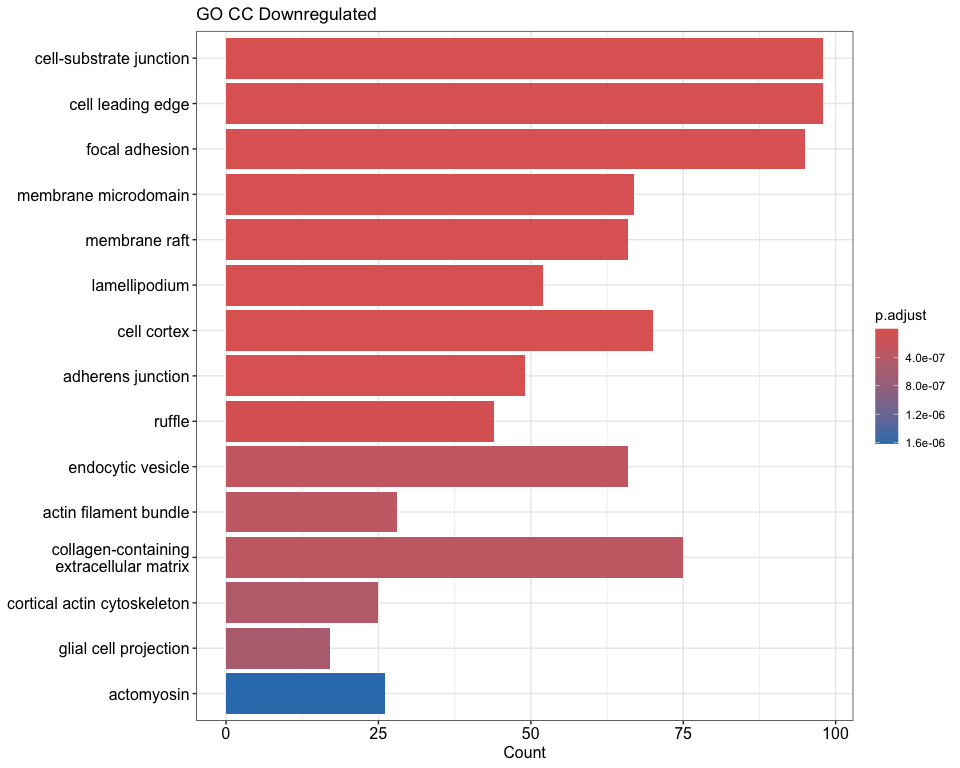 GO CC Downregulated
cell-substrate junction
cell leading edge
focal adhesion
membrane microdomain
membrane raft
lamellipodium
cell cortex
adherens junction
ruffle
endocytic vesicle
actin filament bundle
collagen-containing
extracellular matrix
cortical actin cytoskeleton
glial cell projection
actomyosin
0 25 50 75 100
Count
p.adjust
4.0e-07
8.0e-07
1.2e-06
1.6e-06